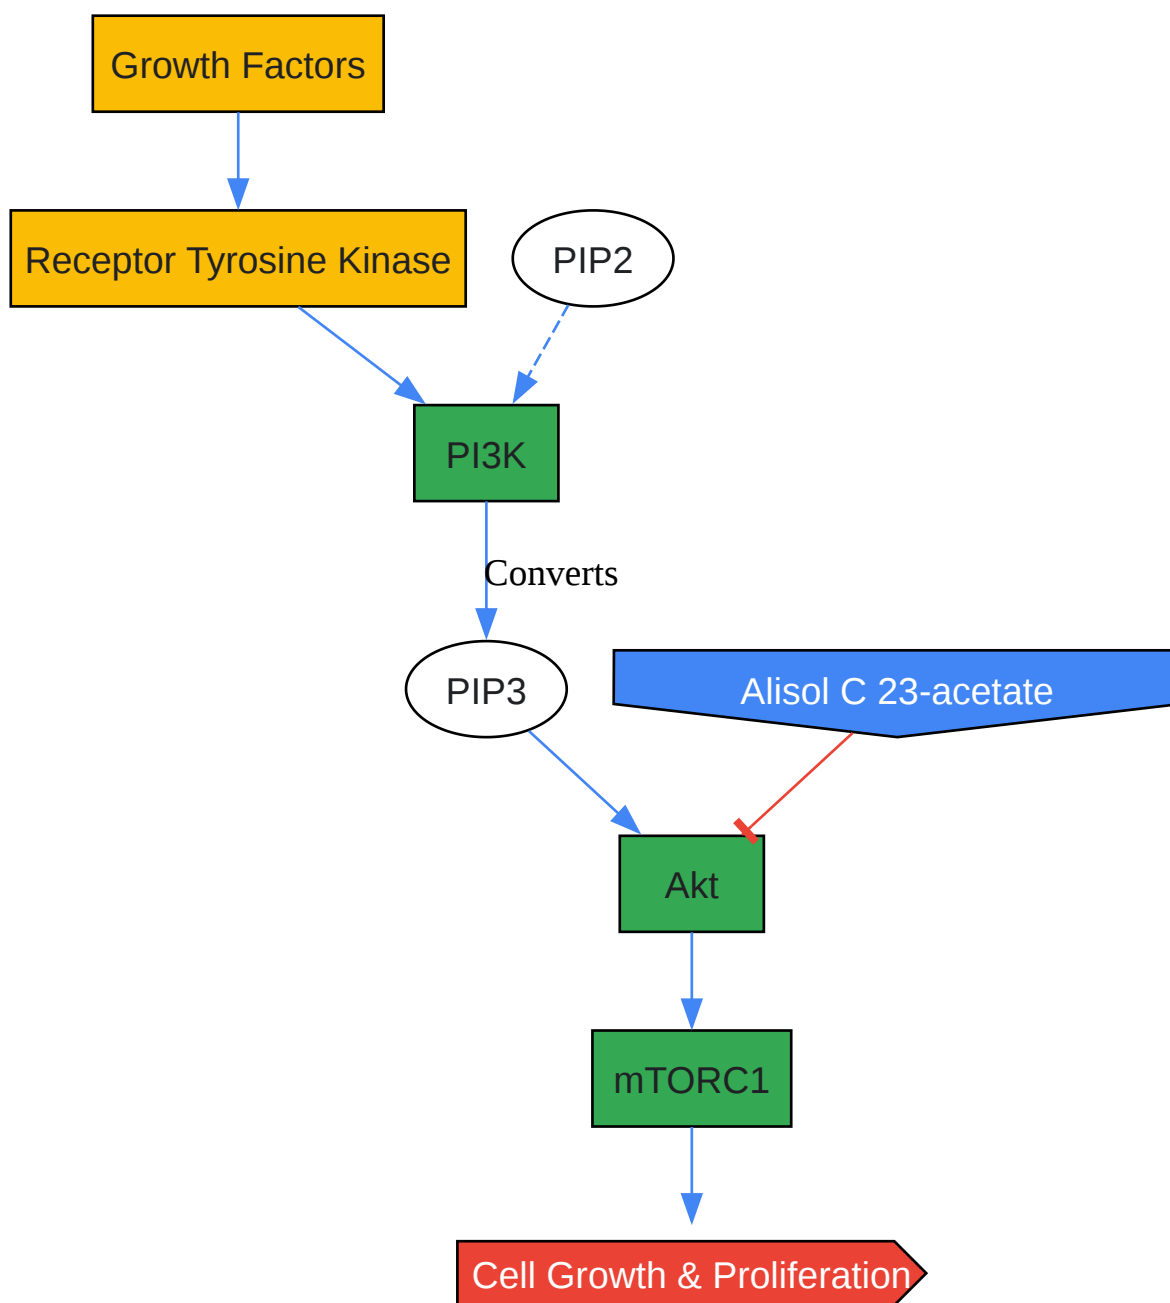 Growth Factors
Receptor Tyrosine Kinase
PIP2
PI3K
Converts
PIP3
Alisol C 23-acetate
Akt
mTORC1
Cell Growth & Proliferation